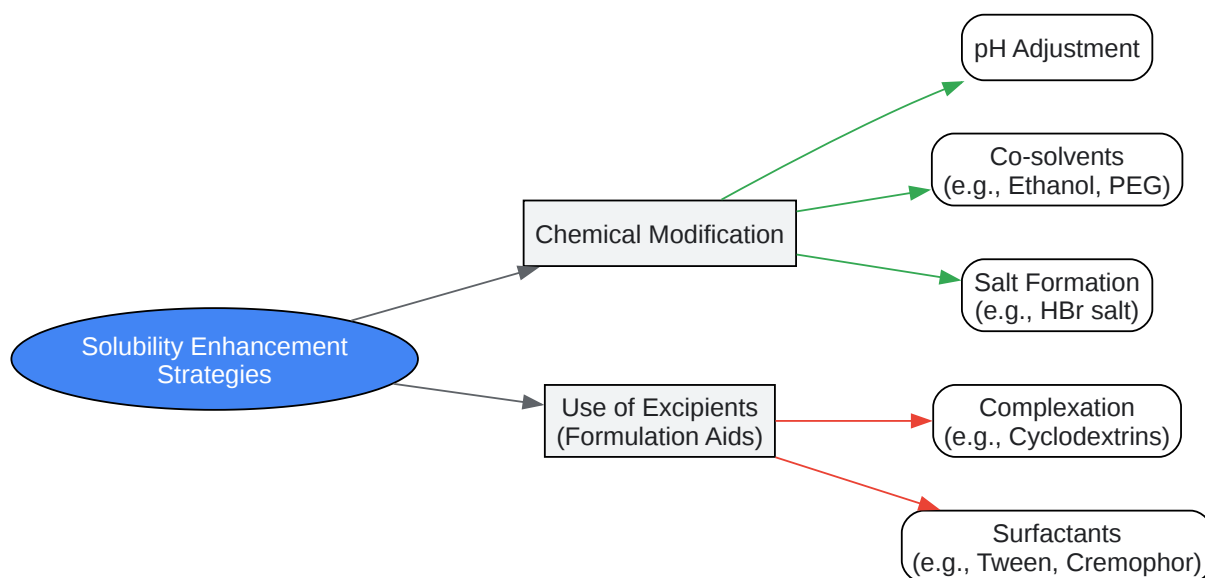 Solubility Enhancement
Strategies
Chemical Modification
pH Adjustment
Co-solvents
(e.g., Ethanol, PEG)
Salt Formation
(e.g., HBr salt)
Use of Excipients
(Formulation Aids)
Complexation
(e.g., Cyclodextrins)
Surfactants
(e.g., Tween, Cremophor)